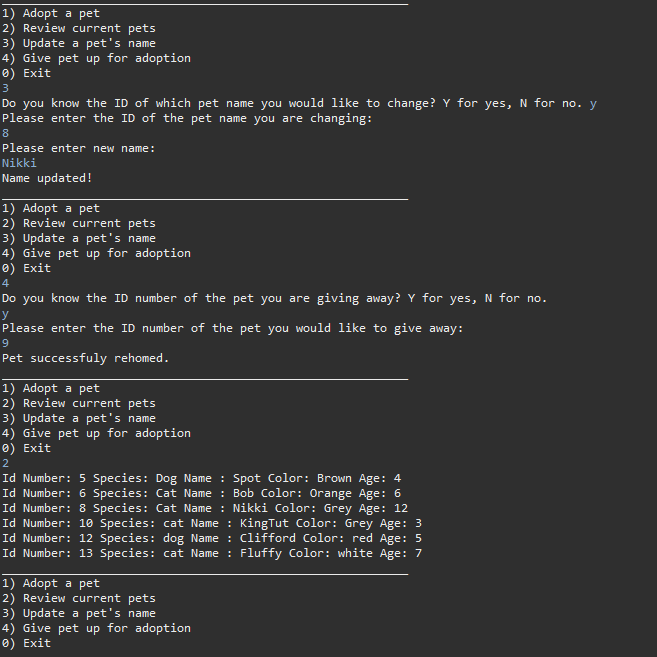 1) Adopt a pet
2) Review current pets
3) Update a pet's name
4) Give pet up for adoption
0) Exit
3
Do you know the ID of which pet name you would like to change? Y for yes, N for no. y
Please enter the ID of the pet name you are changing:
8
Please enter new name:
Nikki
Name updated!
1) Adopt a pet
2) Review current pets
3) Update a pet's name
4) Give pet up for adoption
0) Exit
4
Do you know the ID number of the pet you are giving away? Y for yes, N for no.
y
Please enter the ID number of the pet you would like to give away:
9
Pet successfuly rehomed.
1) Adopt a pet
2) Review current pets
3) Update a pet's name
4) Give pet up for adoption
0) Exit
2
Id Number: 5 Species: Dog Name : Spot Color: Brown Age: 4
Id Number: 6 Species: Cat Name : Bob Color: Orange Age: 6
Id Number: 8 Species: Cat Name : Nikki Color: Grey Age: 12
Id Number: 10 Species: cat Name : KingTut Color: Grey Age: 3
Id Number: 12 Species: dog Name : Clifford Color: red Age: 5
Id Number: 13 Species: cat Name : Fluffy Color: white Age: 7
1) Adopt a pet
2) Review current pets
3) Update a pet's name
4) Give pet up for adoption
0) Exit